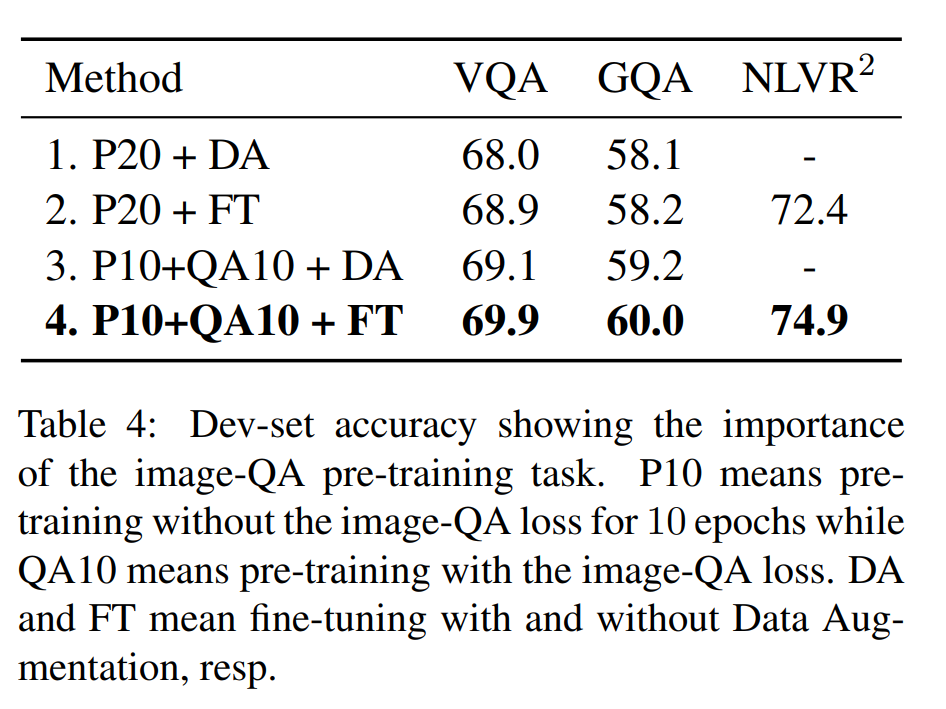 Method VQA GQA NLVR²
1. P20 + DA 68.0 58.1 -
2. P20 + FT 68.9 58.2 72.4
3. P10+QA10 + DA 69.1 59.2 -
4. P10+QA10 + FT 69.9 60.0 74.9
Table 4: Dev-set accuracy showing the importance
of the image-QA pre-training task. P10 means pre-
training without the image-QA loss for 10 epochs while
QA10 means pre-training with the image-QA loss. DA
and FT mean fine-tuning with and without Data Aug-
mentation, resp.